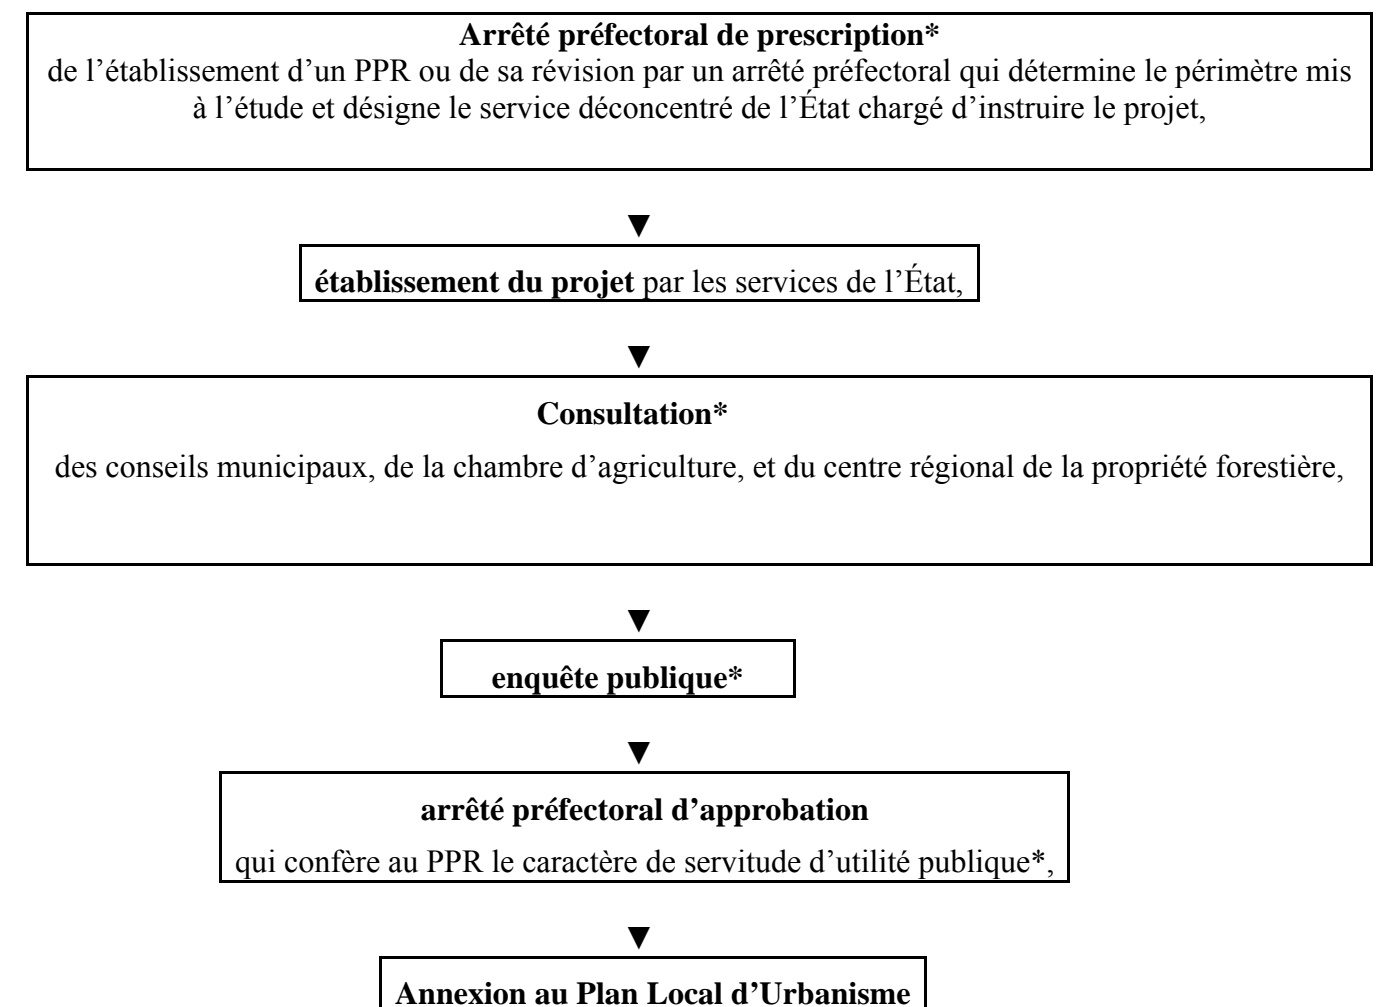 Arrêté préfectoral de prescription*
de l’établissement d’un PPR ou de sa révision par un arrêté préfectoral qui détermine le périmètre mis
à l’étude et désigne le service déconcentré de l’État chargé d’instruire le projet,
▼
établissement du projet par les services de l’État,
▼
Consultation*
des conseils municipaux, de la chambre d’agriculture, et du centre régional de la propriété forestière,
▼
enquête publique*
▼
arrêté préfectoral d’approbation
qui confère au PPR le caractère de servitude d’utilité publique*,
▼
Annexion au Plan Local d’Urbanisme